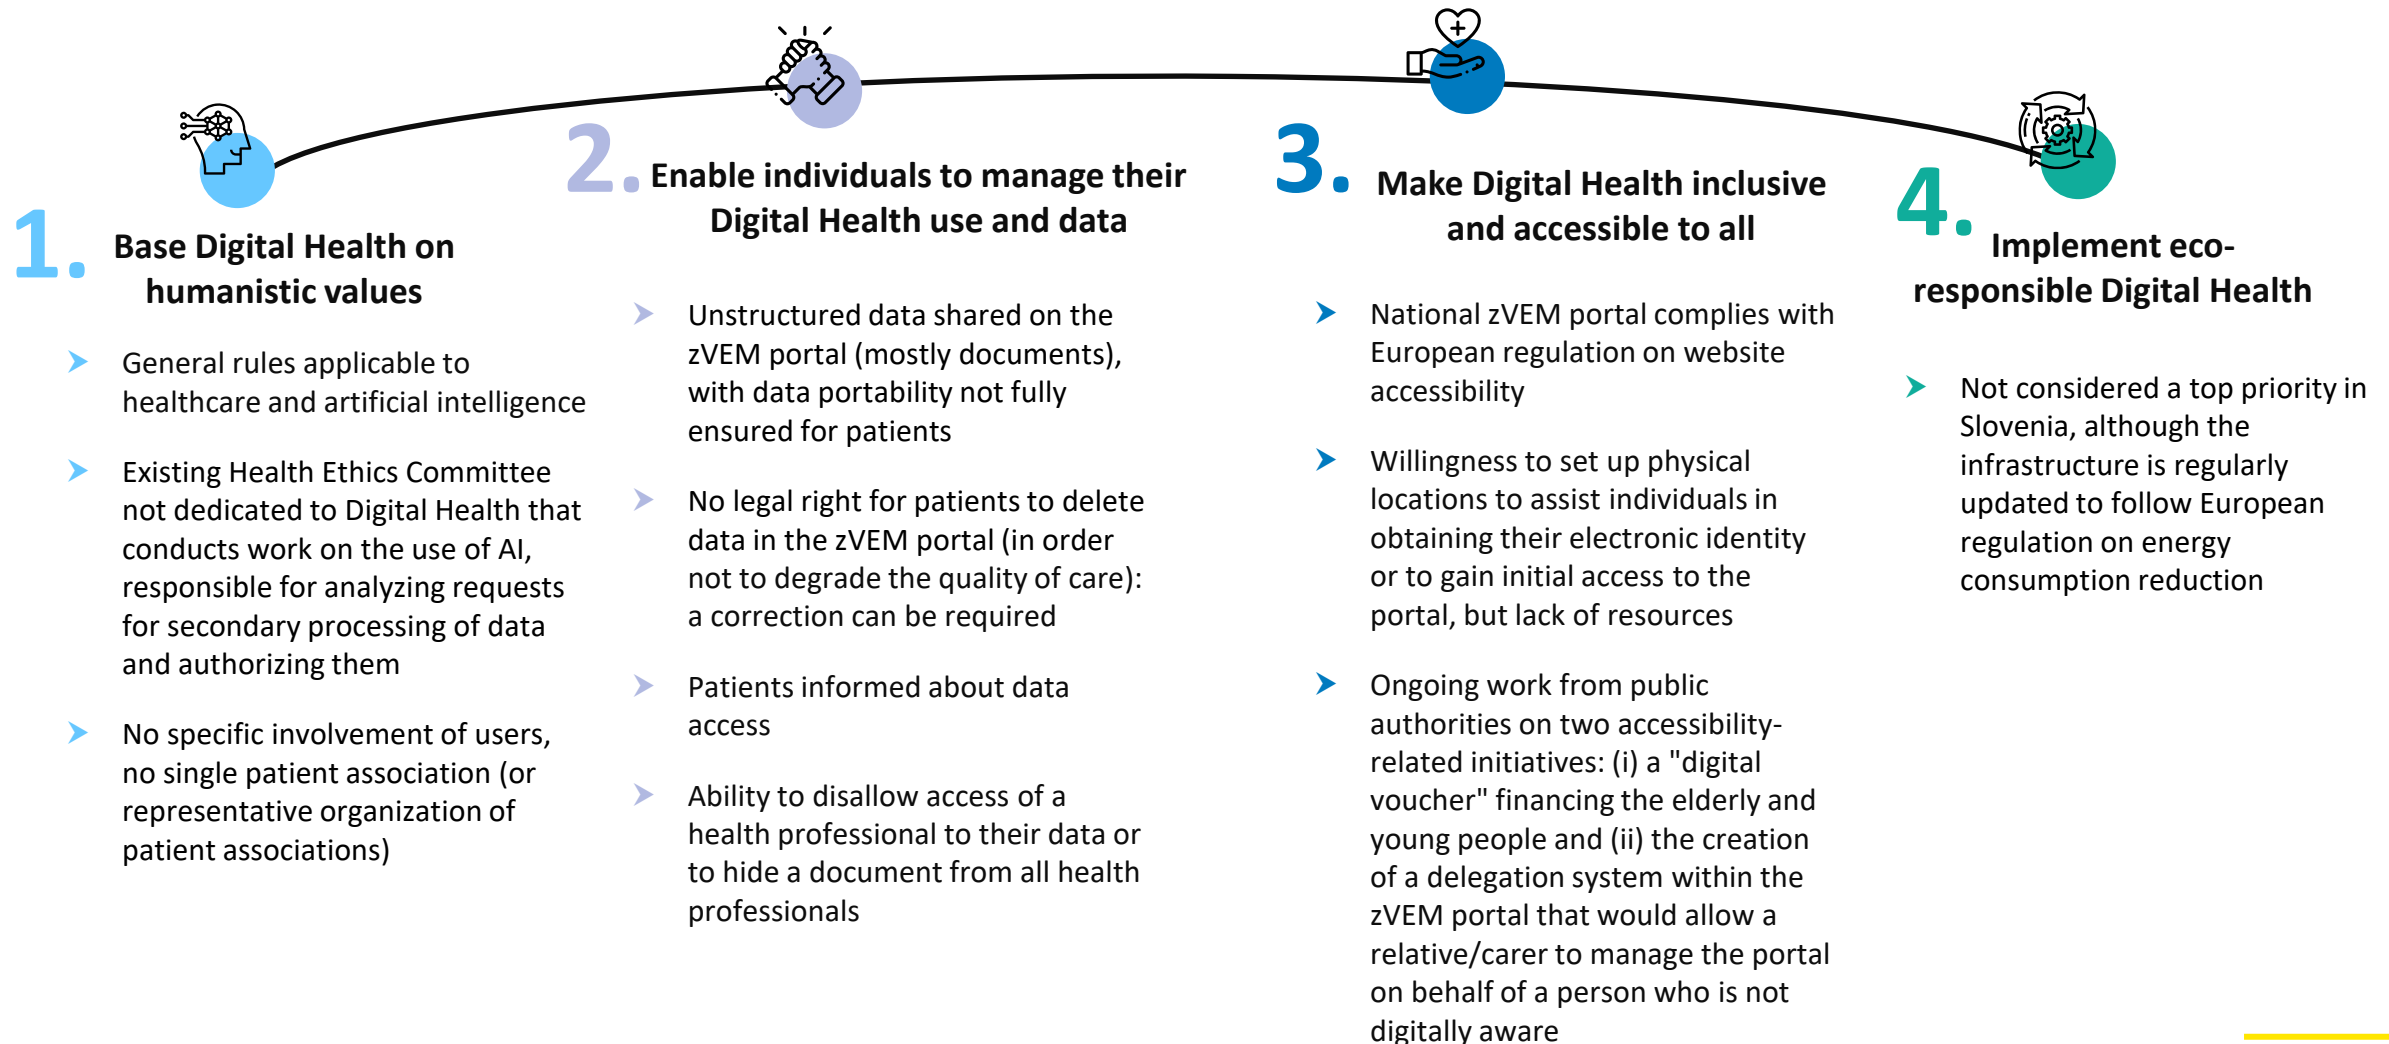 1.
Base Digital Health on
humanistic values
General rules applicable to
healthcare and artificial intelligence
Existing Health Ethics Committee
not dedicated to Digital Health that
conducts work on the use of AI,
responsible for analyzing requests
for secondary processing of data
and authorizing them
No specific involvement of users,
no single patient association (or
representative organization of
patient associations)
2.
Enable individuals to manage their
Digital Health use and data
Unstructured data shared on the
zVEM portal (mostly documents),
with data portability not fully
ensured for patients
No legal right for patients to delete
data in the zVEM portal (in order
not to degrade the quality of care):
a correction can be required
Patients informed about data
access
Ability to disallow access of a
health professional to their data or
to hide a document from all health
professionals
3.
Make Digital Health inclusive
and accessible to all
National zVEM portal complies with
European regulation on website
accessibility
Willingness to set up physical
locations to assist individuals in
obtaining their electronic identity
or to gain initial access to the
portal, but lack of resources
Ongoing work from public
authorities on two accessibility-
related initiatives: (i) a "digital
voucher" financing the elderly and
young people and (ii) the creation
of a delegation system within the
zVEM portal that would allow a
relative/carer to manage the portal
on behalf of a person who is not
digitally aware
4.
Implement eco-
responsible Digital Health
Not considered a top priority in
Slovenia, although the
infrastructure is regularly
updated to follow European
regulation on energy
consumption reduction